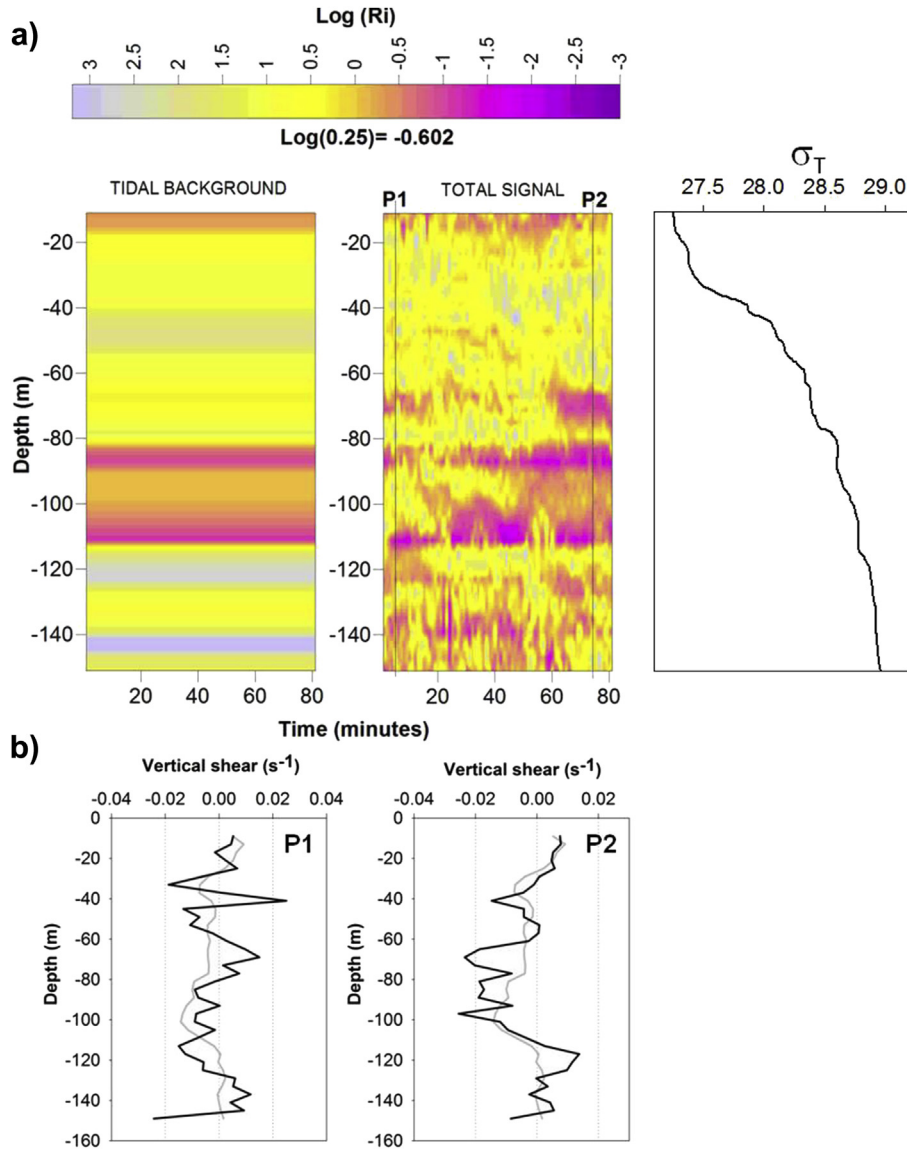 a)
Log (Ri)
3 2.5 2 1.5 1 0.5 0 -0.5 -1 -1.5 -2 -2.5 -3
Log(0.25)= -0.602
TIDAL BACKGROUND
TOTAL SIGNAL
P1 P2
σT
27.5 28.0 28.5 29.0
Depth (m)
-20
-40
-60
-80
-100
-120
-140
20 40 60 80
-20
-40
-60
-80
-100
-120
-140
20 40 60 80
Time (minutes)
b)
Vertical shear (s-1)
-0.04 -0.02 0.00 0.02 0.04
P1
Depth (m)
0
-20
-40
-60
-80
-100
-120
-140
-160
Vertical shear (s-1)
-0.04 -0.02 0.00 0.02
P2
Depth (m)
0
-20
-40
-60
-80
-100
-120
-140
-160